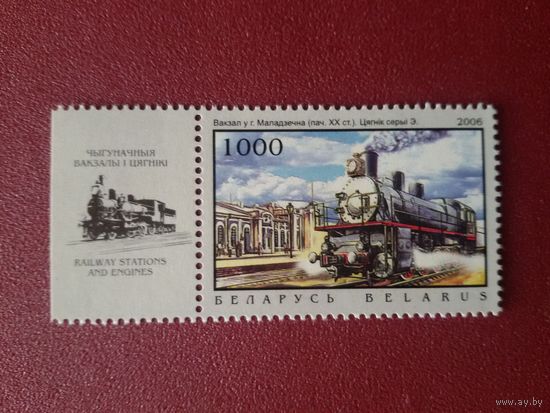 ЧЫГУНАЧНЫЯ
ВАКЗАЛЫ І ЦЯГНІКІ
RAILWAY STATIONS
AND ENGINES
Вакзал у г. Маладзечна (пач. XX ст.). Цягнік серыі Э. 2006
1000
БЕЛАРУСЬ BELARUS
www.ay.by